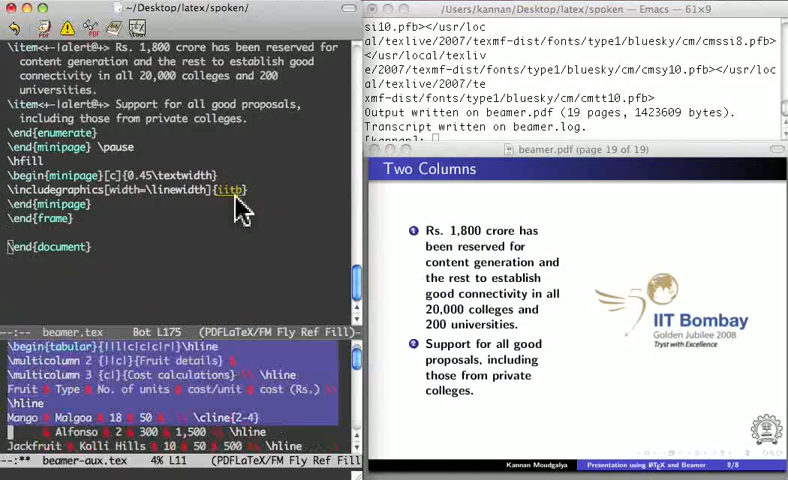 ~/Desktop/latex/spoken/
\item<-|alert@+> Rs. 1,800 crore has been reserved for
content generation and the rest to establish good
connectivity in all 20,000 colleges and 200
universities.
\item<-|alert@+> Support for all good proposals,
including those from private colleges.
\end{enumerate}
\end{minipage} \pause
\hfill
\begin{minipage}[c]{0.45\textwidth}
\includegraphics[width=\linewidth]{iitb}
\end{minipage}
\end{frame}
\end{document}
--:-- beamer.tex Bot L175 (PDFLaTeX/FM Fly Ref Fill)--
\begin{tabular}{|l|c|c|c|r|}\hline
\multicolumn 2 {|l|}{Fruit details} &
\multicolumn 3 {c|}{Cost calculations} \\ \hline
Fruit & Type & No. of units & cost/unit & cost (Rs.) \\
\hline
Mango & Malgoa & 18 & 50 & \\ \cline{2-4}
& Alfonso & 2 & 300 & 1,500 \\ \hline
Jackfruit & Kolli Hills & 10 & 50 & 500 \\ \hline
--:** beamer-aux.tex 4% L11 (PDFLaTeX/FM Fly Ref Fill)
~/Desktop/latex/spoken — Emacs — 61×9
si10.pfb></usr/loc
al/texlive/2007/texmf-dist/fonts/type1/bluesky/cm/cmssi8.pfb>
</usr/local/texliv
e/2007/texmf-dist/fonts/type1/bluesky/cm/cmsy10.pfb></usr/loc
al/texlive/2007/te
xmf-dist/fonts/type1/bluesky/cm/cmtt10.pfb>
Output written on beamer.pdf (19 pages, 1423609 bytes).
Transcript written on beamer.log.
[kannan]:
beamer.pdf (page 19 of 19)
Two Columns
1 Rs. 1,800 crore has
been reserved for
content generation and
the rest to establish
good connectivity in all
20,000 colleges and
200 universities.
2 Support for all good
proposals, including
those from private
colleges.
IIT Bombay
Golden Jubilee 2008
Tryst with Excellence
Kannan Moudgalya Presentation using LATEX and Beamer 8/8